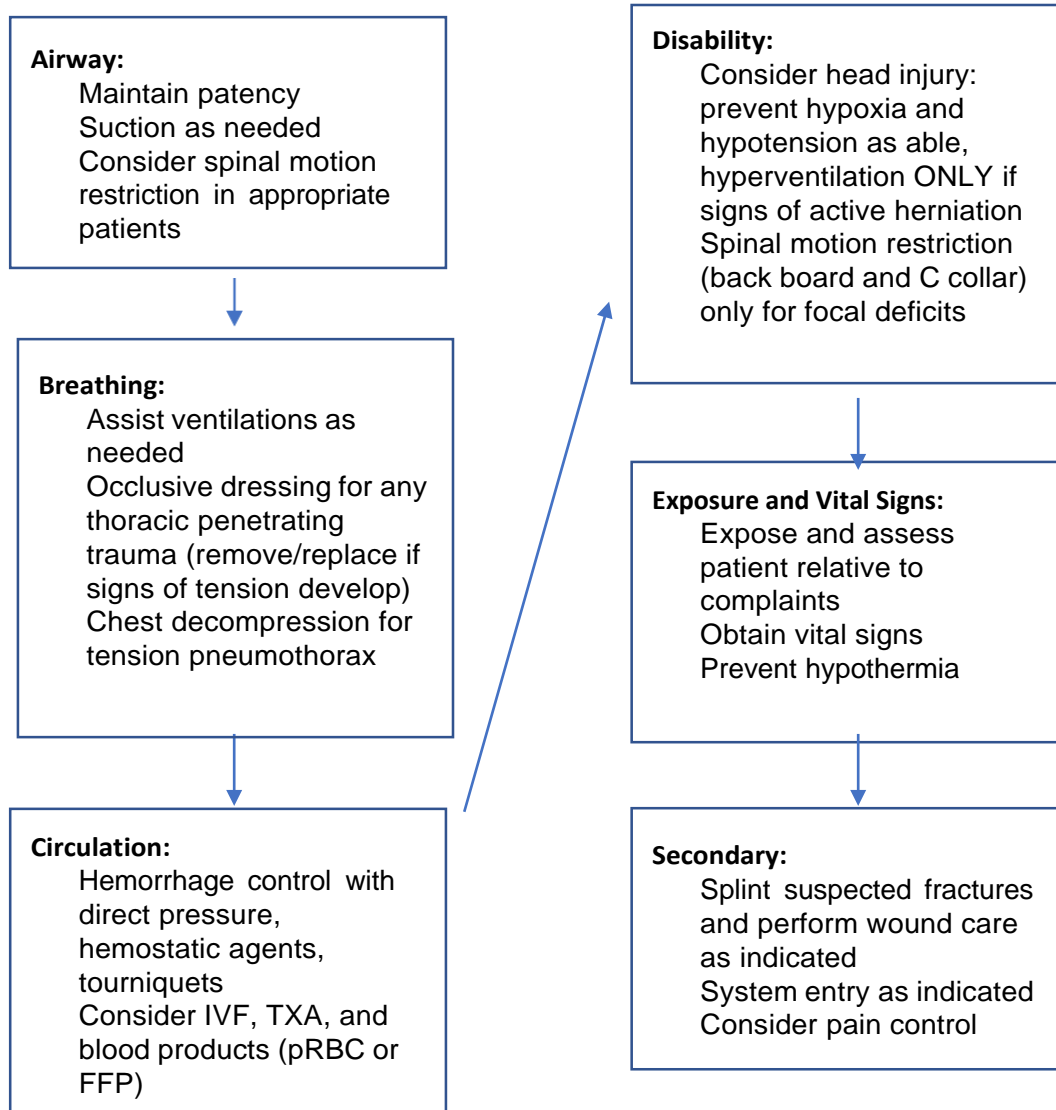 Airway:
Maintain patency
Suction as needed
Consider spinal motion
restriction in appropriate
patients
Breathing:
Assist ventilations as
needed
Occlusive dressing for any
thoracic penetrating
trauma (remove/replace if
signs of tension develop)
Chest decompression for
tension pneumothorax
Circulation:
Hemorrhage control with
direct pressure,
hemostatic agents,
tourniquets
Consider IVF, TXA, and
blood products (pRBC or
FFP)
Disability:
Consider head injury:
prevent hypoxia and
hypotension as able,
hyperventilation ONLY if
signs of active herniation
Spinal motion restriction
(back board and C collar)
only for focal deficits
Exposure and Vital Signs:
Expose and assess
patient relative to
complaints
Obtain vital signs
Prevent hypothermia
Secondary:
Splint suspected fractures
and perform wound care
as indicated
System entry as indicated
Consider pain control